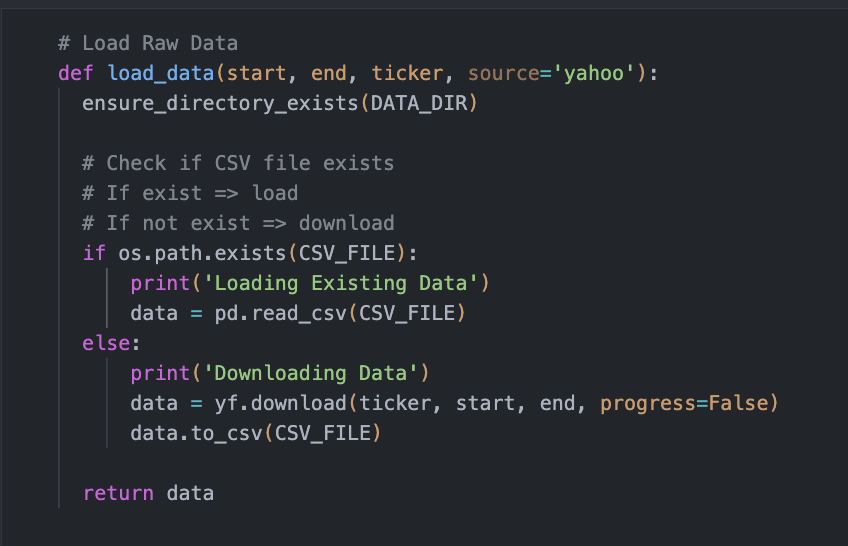 # Load Raw Data
def load_data(start, end, ticker, source='yahoo'):
ensure_directory_exists(DATA_DIR)
# Check if CSV file exists
# If exist => load
# If not exist => download
if os.path.exists(CSV_FILE):
print('Loading Existing Data')
data = pd.read_csv(CSV_FILE)
else:
print('Downloading Data')
data = yf.download(ticker, start, end, progress=False)
data.to_csv(CSV_FILE)
return data